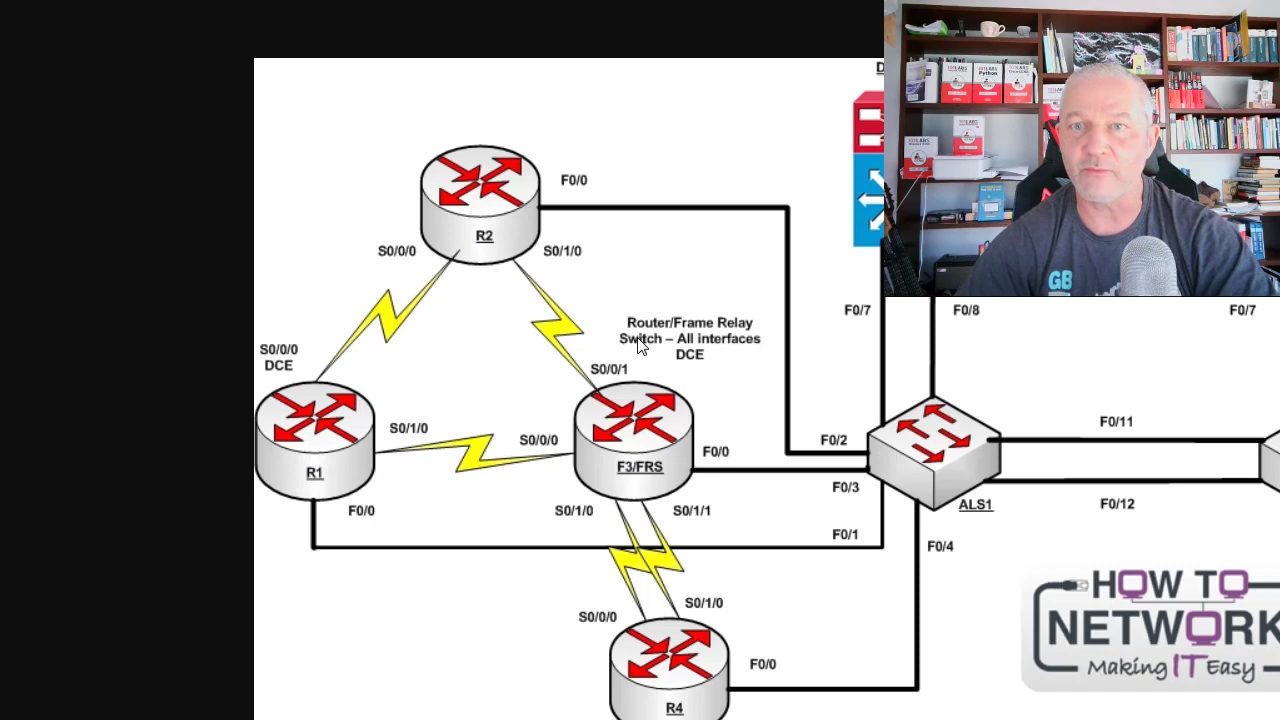 D
F0/0
R2
S0/0/0
S0/1/0
F0/7
F0/8
F0/7
Router/Frame Relay
Switch – All interfaces
DCE
S0/0/0
DCE
S0/0/1
R1
S0/1/0
S0/0/0
F3/FRS
F0/0
F0/2
F0/3
F0/11
F0/12
ALS1
F0/0
S0/1/0
S0/1/1
F0/1
F0/4
S0/0/0
S0/1/0
F0/0
R4
HOW TO
NETWORK
Making IT Easy
Python
GB